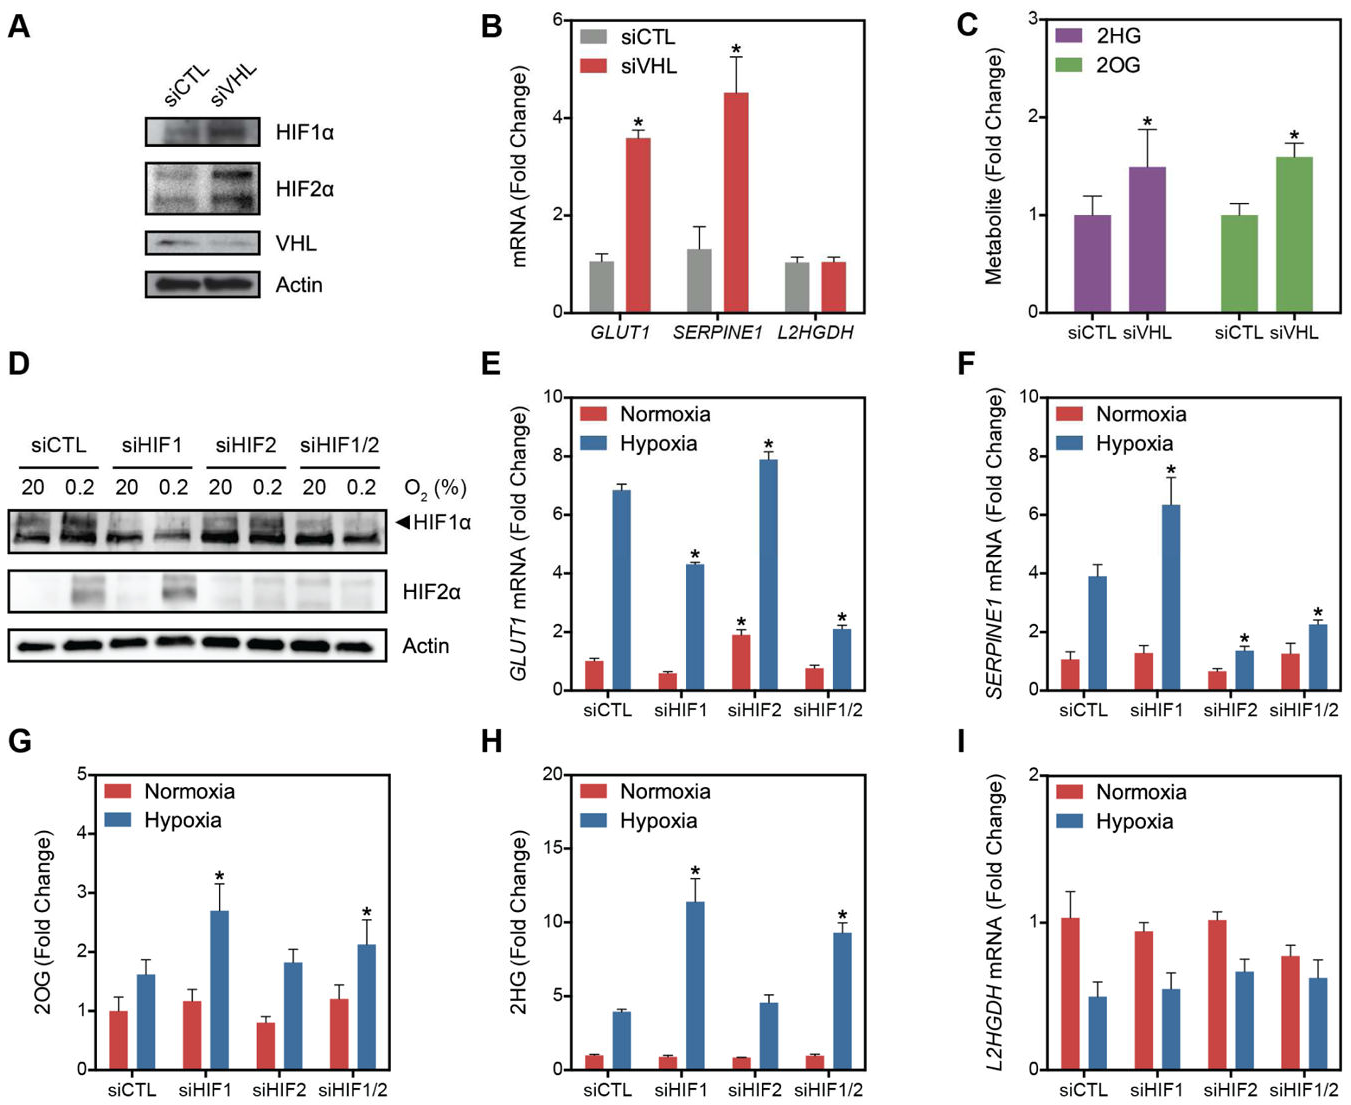 A
siCTL
siVHL
HIF1α
HIF2α
VHL
Actin
B
mRNA (Fold Change)
6
4
2
0
siCTL
siVHL
*
*
GLUT1 SERPINE1 L2HGDH
C
Metabolite (Fold Change)
3
2
1
0
2HG
2OG
*
*
siCTL siVHL siCTL siVHL
D
siCTL siHIF1 siHIF2 siHIF1/2
20 0.2 20 0.2 20 0.2 20 0.2 O2 (%)
◀HIF1α
HIF2α
Actin
E
GLUT1 mRNA (Fold Change)
10
8
6
4
2
0
Normoxia
Hypoxia
*
*
*
*
siCTL siHIF1 siHIF2 siHIF1/2
F
SERPINE1 mRNA (Fold Change)
10
8
6
4
2
0
Normoxia
Hypoxia
*
*
*
siCTL siHIF1 siHIF2 siHIF1/2
G
2OG (Fold Change)
5
4
3
2
1
0
Normoxia
Hypoxia
*
*
siCTL siHIF1 siHIF2 siHIF1/2
H
2HG (Fold Change)
20
15
10
5
0
Normoxia
Hypoxia
*
*
siCTL siHIF1 siHIF2 siHIF1/2
I
L2HGDH mRNA (Fold Change)
2
1
0
Normoxia
Hypoxia
siCTL siHIF1 siHIF2 siHIF1/2